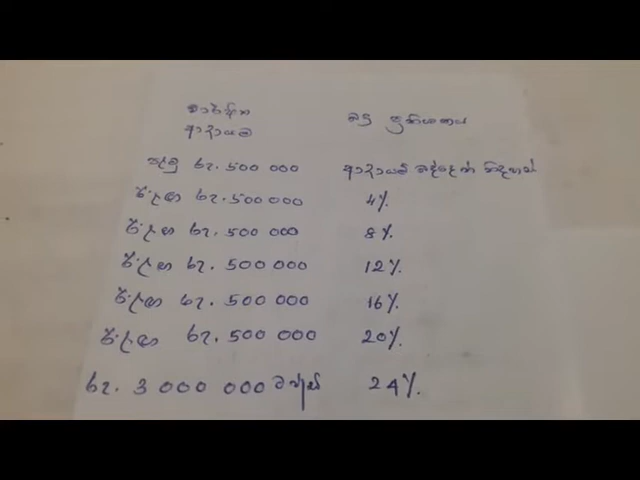 වාර්ෂික ආදායම බදු ප්‍රතිශතය
පළමු රු. 500 000 ආදායම් බද්දෙන් නිදහස්
ඊළඟ රු. 500 000 4%
ඊළඟ රු. 500 000 8%
ඊළඟ රු. 500 000 12%
ඊළඟ රු. 500 000 16%
ඊළඟ රු. 500 000 20%
රු. 3 000 000 ට වැඩි 24%